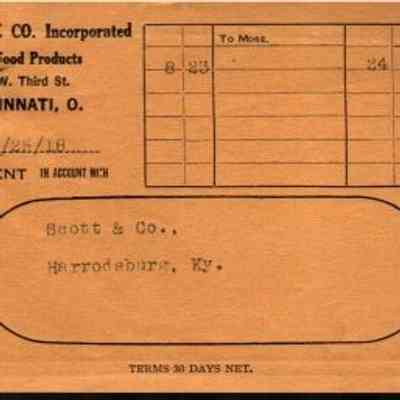 CO. Incorporated
Food Products
W. Third St.
INNATI, O.
/28/18
ENT IN ACCOUNT WITH
To Mdse.
8 23 24
Scott & Co.,
Harrodsburg, Ky.
TERMS 30 DAYS NET.